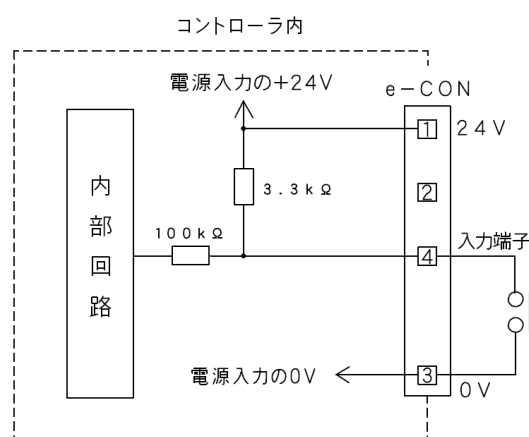 コントローラ内
電源入力の+24V
e-CON
1 24V
2
3.3kΩ
100kΩ
内部回路
4 入力端子
電源入力の0V
3 0V